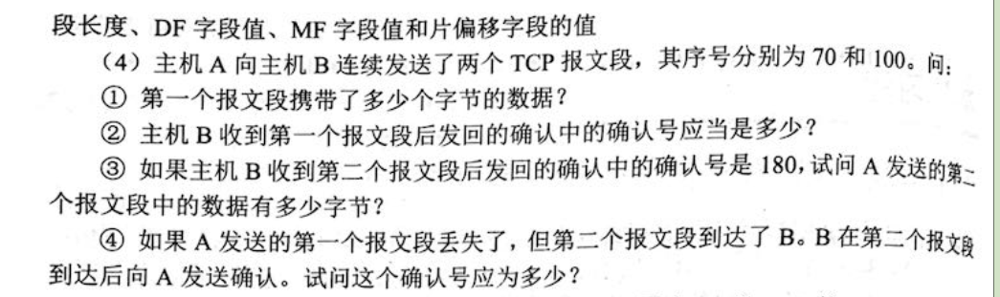 段长度、DF 字段值、MF 字段值和片偏移字段的值
（4）主机 A 向主机 B 连续发送了两个 TCP 报文段，其序号分别为 70 和 100。问：
① 第一个报文段携带了多少个字节的数据？
② 主机 B 收到第一个报文段后发回的确认中的确认号应当是多少？
③ 如果主机 B 收到第二个报文段后发回的确认中的确认号是 180，试问 A 发送的第二
个报文段中的数据有多少字节？
④ 如果 A 发送的第一个报文段丢失了，但第二个报文段到达了 B。B 在第二个报文段
到达后向 A 发送确认。试问这个确认号应为多少？